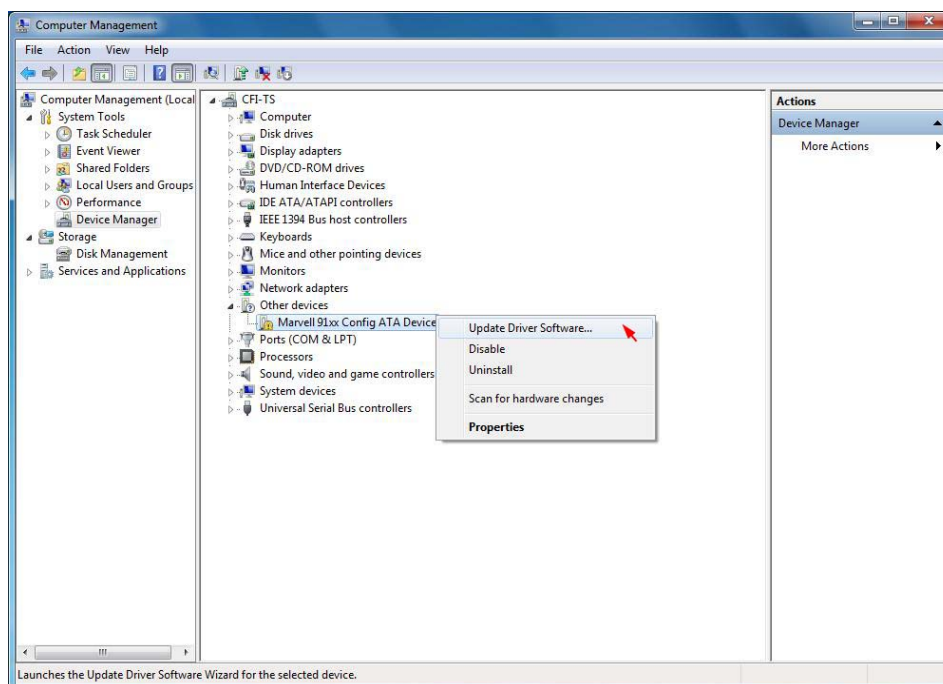 Computer Management
File Action View Help
Computer Management (Local
System Tools
Task Scheduler
Event Viewer
Shared Folders
Local Users and Groups
Performance
Device Manager
Storage
Disk Management
Services and Applications
CFI-TS
Computer
Disk drives
Display adapters
DVD/CD-ROM drives
Human Interface Devices
IDE ATA/ATAPI controllers
IEEE 1394 Bus host controllers
Keyboards
Mice and other pointing devices
Monitors
Network adapters
Other devices
Marvell 91xx Config ATA Device
Ports (COM & LPT)
Processors
Sound, video and game controllers
System devices
Universal Serial Bus controllers
Update Driver Software...
Disable
Uninstall
Scan for hardware changes
Properties
Actions
Device Manager
More Actions
Launches the Update Driver Software Wizard for the selected device.